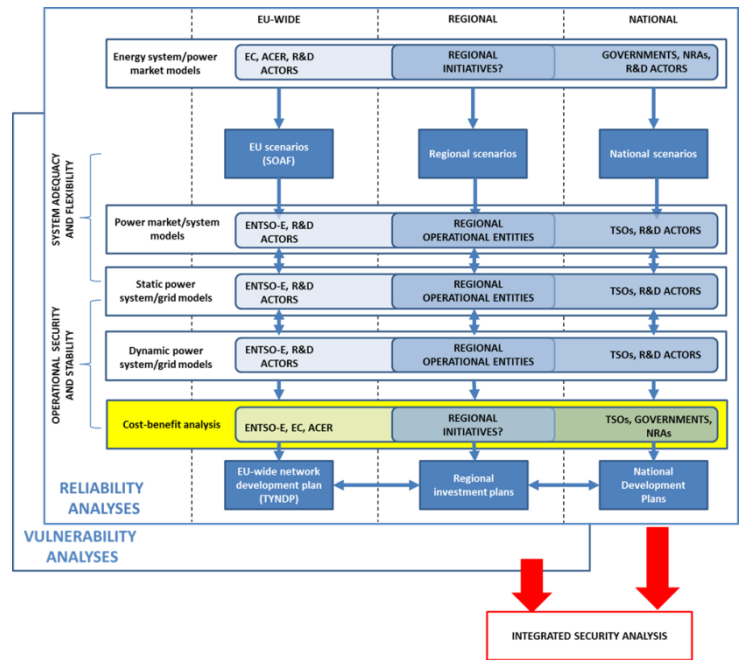 EU-WIDE
REGIONAL
NATIONAL
Energy system/power
market models
EC, ACER, R&D
ACTORS
REGIONAL
INITIATIVES?
GOVERNMENTS, NRAs,
R&D ACTORS
EU scenarios
(SOAF)
Regional scenarios
National scenarios
SYSTEM ADEQUACY
AND FLEXIBILITY
Power market/system
models
ENTSO-E, R&D
ACTORS
REGIONAL
OPERATIONAL ENTITIES
TSOs, R&D ACTORS
Static power
system/grid models
ENTSO-E, R&D
ACTORS
REGIONAL
OPERATIONAL ENTITIES
TSOs, R&D ACTORS
OPERATIONAL SECURITY
AND STABILITY
Dynamic power
system/grid models
ENTSO-E, R&D
ACTORS
REGIONAL
OPERATIONAL ENTITIES
TSOs, R&D ACTORS
Cost-benefit analysis
ENTSO-E, EC, ACER
REGIONAL
INITIATIVES?
TSOs, GOVERNMENTS,
NRAs
EU-wide network
development plan
(TYNDP)
Regional
investment plans
National
Development
Plans
RELIABILITY
ANALYSES
VULNERABILITY
ANALYSES
INTEGRATED SECURITY ANALYSIS